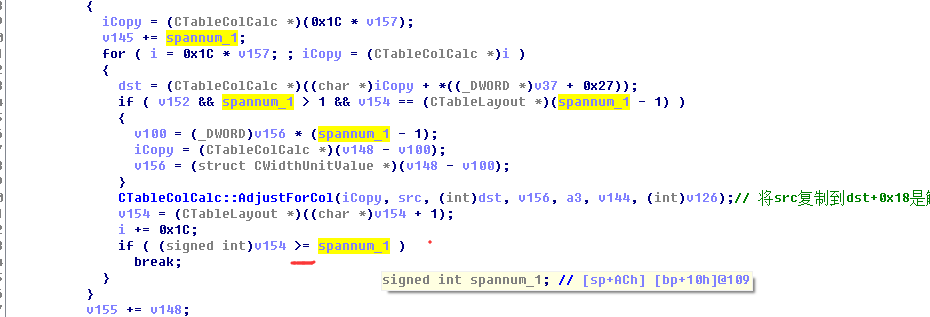 {
iCopy = (CTableColCalc *)(0x1C * v157);
v145 += spannum_1;
for ( i = 0x1C * v157; ; iCopy = (CTableColCalc *)i )
{
dst = (CTableColCalc *)((char *)iCopy + *((_DWORD *)v37 + 0x27));
if ( v152 && spannum_1 > 1 && v154 == (CTableLayout *)(spannum_1 - 1) )
{
v100 = (_DWORD)v156 * (spannum_1 - 1);
iCopy = (CTableColCalc *)(v148 - v100);
v156 = (struct CWidthUnitValue *)(v148 - v100);
}
CTableColCalc::AdjustForCol(iCopy, src, (int)dst, v156, a3, v144, (int)v126);// 将src复制到dst+0x18是
v154 = (CTableLayout *)((char *)v154 + 1);
i += 0x1C;
if ( (signed int)v154 >= spannum_1 )
break;
signed int spannum_1; // [sp+ACh] [bp+10h]@109
}
}
v155 += v148;